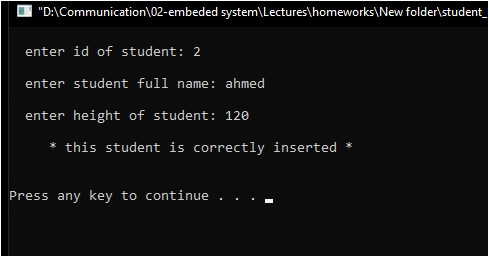 "D:\Communication\02-embeded system\Lectures\homeworks\New folder\student_
enter id of student: 2
enter student full name: ahmed
enter height of student: 120
* this student is correctly inserted *
Press any key to continue . . .